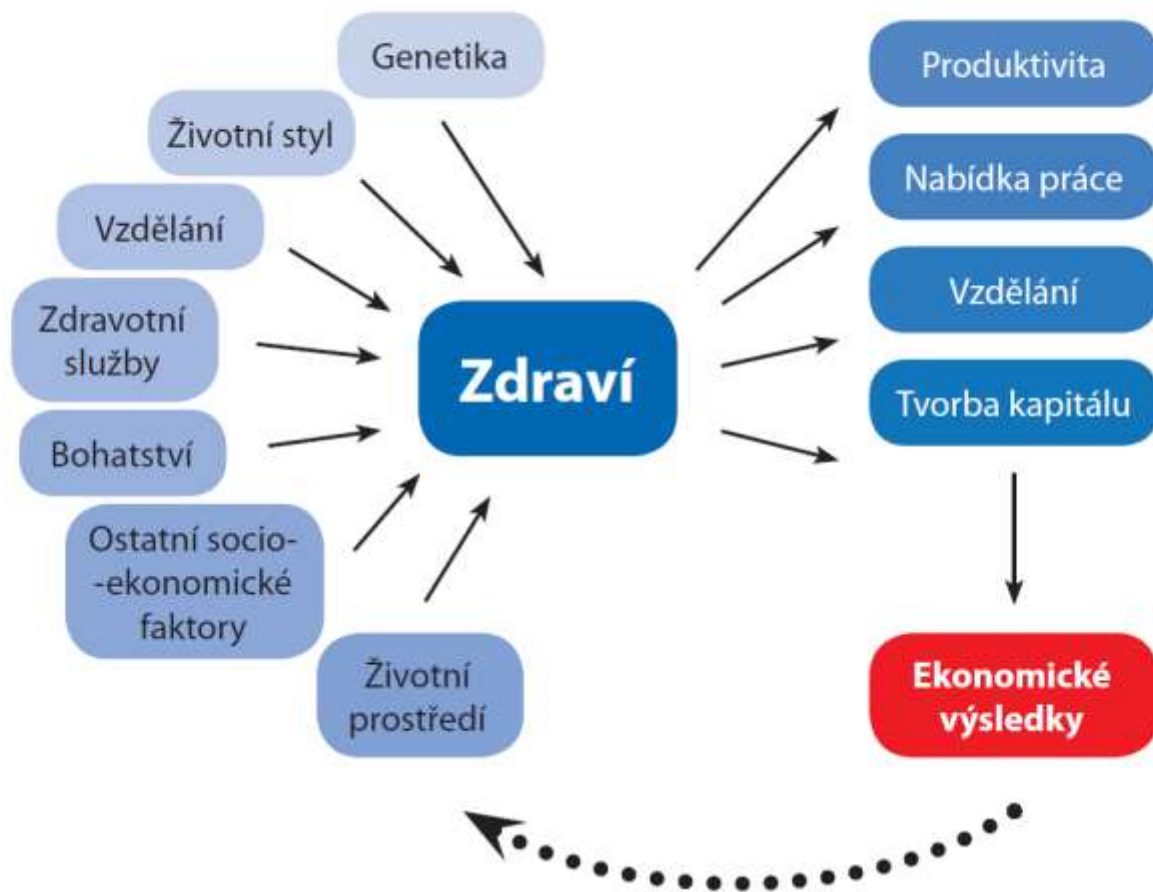 Genetika
Životní styl
Vzdělání
Zdravotní
služby
Bohatství
Ostatní socio-
-ekonomické
faktory
Životní
prostředí
Zdraví
Produktivita
Nabídka práce
Vzdělání
Tvorba kapitálu
Ekonomické
výsledky